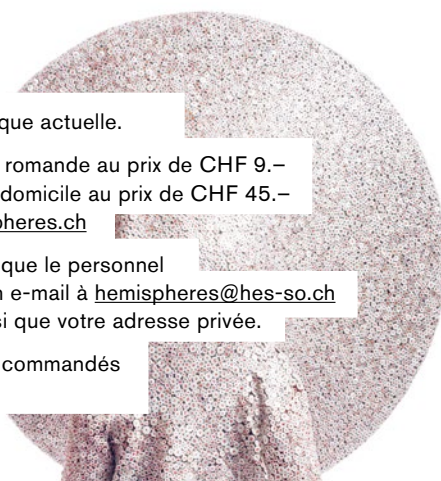 que actuelle.
romande au prix de CHF 9.–
domicile au prix de CHF 45.–
pheres.ch
que le personnel
n e-mail à hemispheres@hes-so.ch
si que votre adresse privée.
commandés